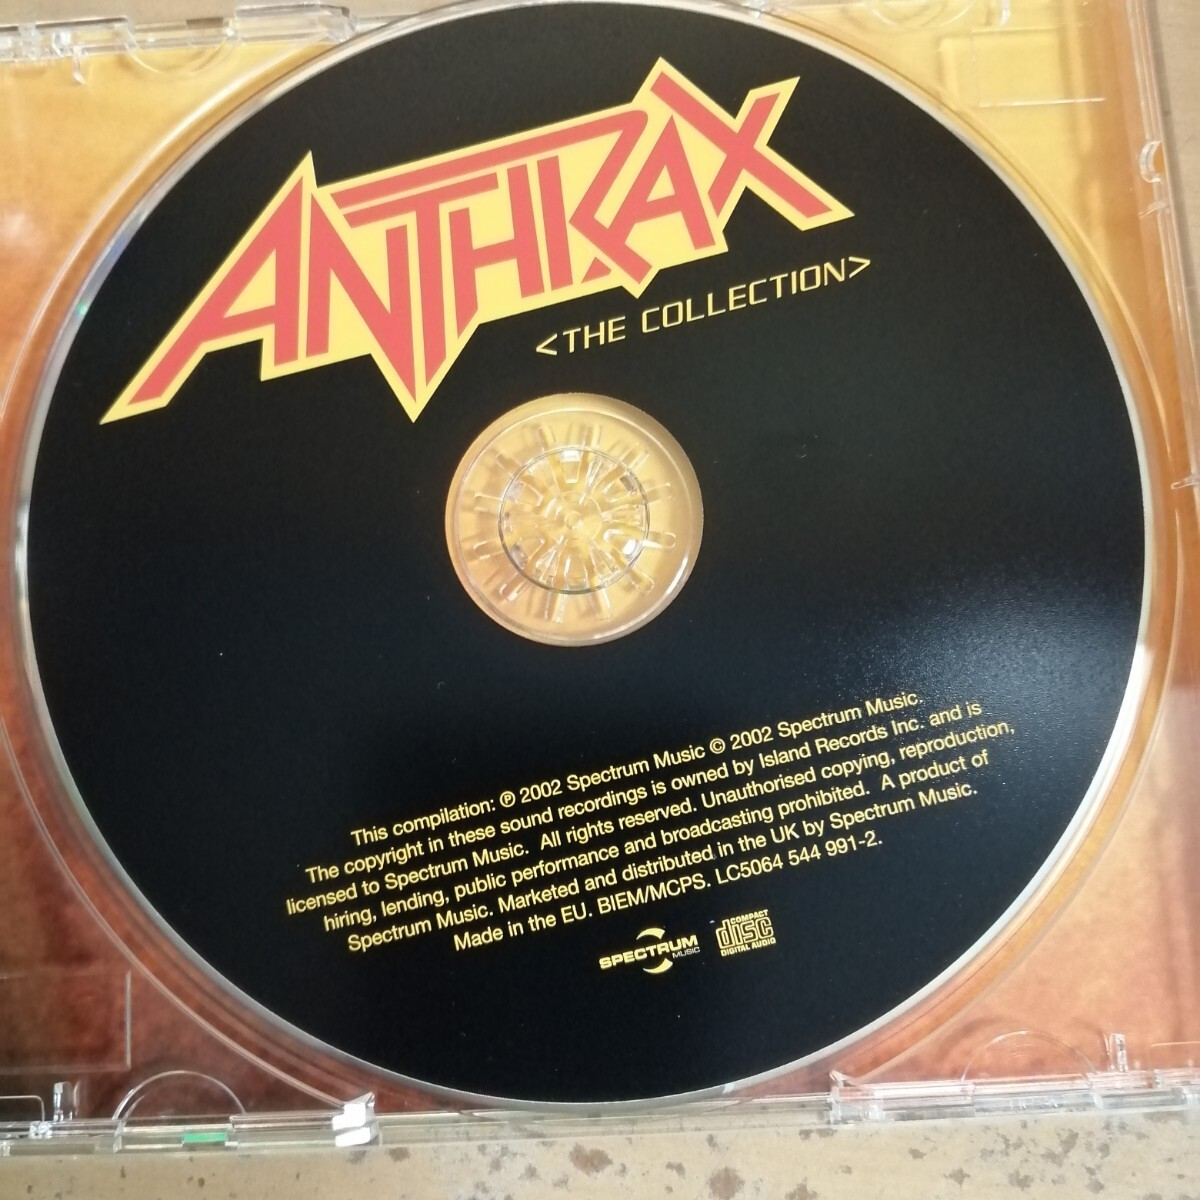 ANTHRAX
<THE COLLECTION>
This compilation: ℗ 2002 Spectrum Music © 2002 Spectrum Music.
The copyright in these sound recordings is owned by Island Records Inc. and is
licensed to Spectrum Music. All rights reserved. Unauthorised copying, reproduction,
hiring, lending, public performance and broadcasting prohibited. A product of
Spectrum Music. Marketed and distributed in the UK by Spectrum Music.
Made in the EU. BIEM/MCPS. LC5064 544 991-2.
SPECTRUM
MUSIC
COMPACT
disc
DIGITAL AUDIO